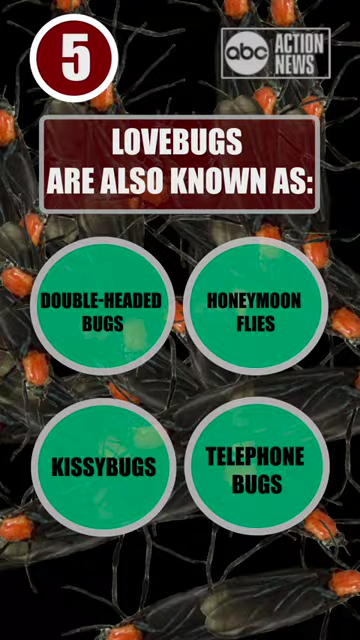 5
abc ACTION NEWS
LOVEBUGS
ARE ALSO KNOWN AS:
DOUBLE-HEADED
BUGS
HONEYMOON
FLIES
KISSYBUGS
TELEPHONE
BUGS